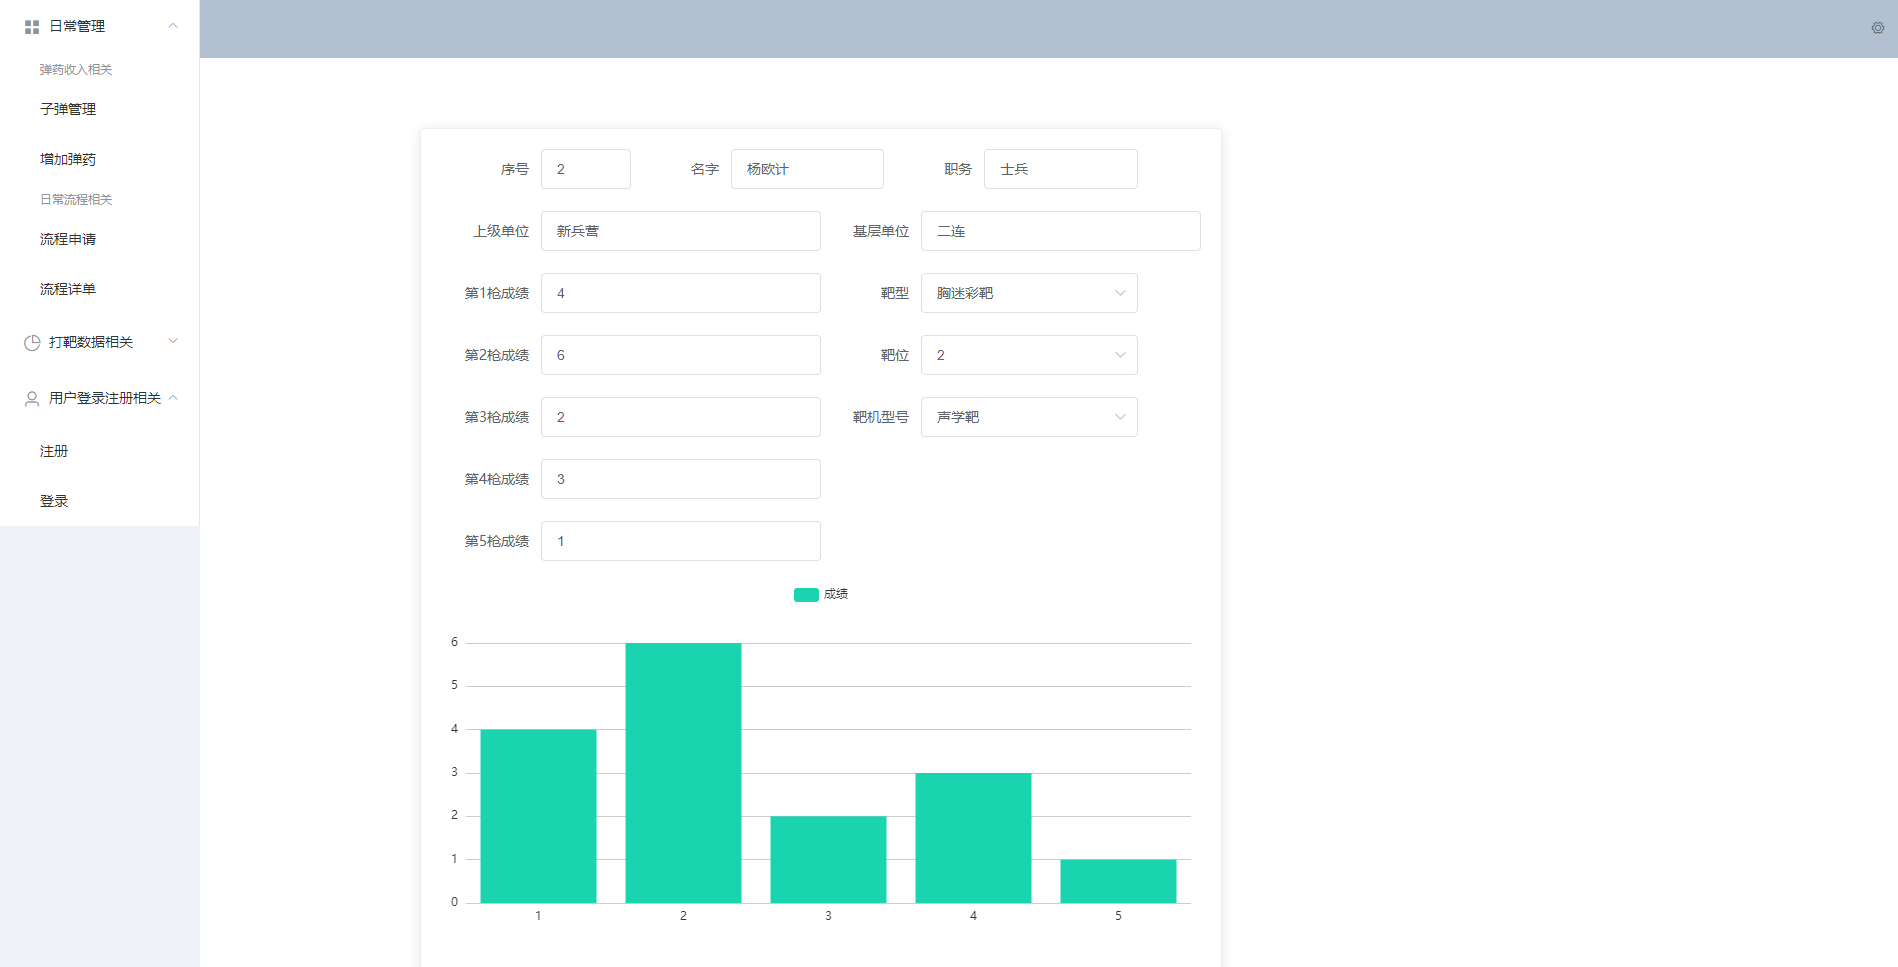 日常管理
弹药收入相关
子弹管理
增加弹药
日常流程相关
流程申请
流程详单
打靶数据相关
用户登录注册相关
注册
登录
序号 2 名字 杨欧计 职务 士兵
上级单位 新兵营 基层单位 二连
第1枪成绩 4 靶型 胸迷彩靶
第2枪成绩 6 靶位 2
第3枪成绩 2 靶机型号 声学靶
第4枪成绩 3
第5枪成绩 1
成绩
6
5
4
3
2
1
0
1 2 3 4 5